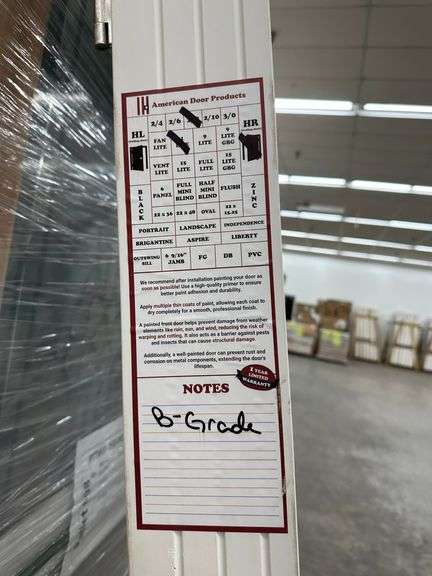 American Door Products
2/4 2/6 2/10 3/0
HL HR
FAN LITE 9 LITE 9 LITE GBG
VENT LITE 15 LITE FULL LITE 15 LITE GBG
BLACK 6 PANEL FULL MINI BLIND HALF MINI BLIND FLUSH ZINC
22 x 36 22 x 48 OVAL
PORTRAIT LANDSCAPE INDEPENDENCE
BRIGANTINE ASPIRE LIBERTY
OUTSWING SILL 6 9/16" JAMB FG DB PVC
We recommend after installation painting your door as
soon as possible! Use a high-quality primer to ensure
better paint adhesion and durability.
Apply multiple thin coats of paint, allowing each coat to
dry completely for a smooth, professional finish.
A painted front door helps prevent damage from weather
elements like rain, sun, and wind, reducing the risk of
warping and rotting. It also acts as a barrier against pests
and insects that can cause structural damage.
Additionally, a well-painted door can prevent rust and
corrosion on metal components, extending the door's
lifespan.
1 YEAR
LIMITED
WARRANTY
NOTES
B-Grade